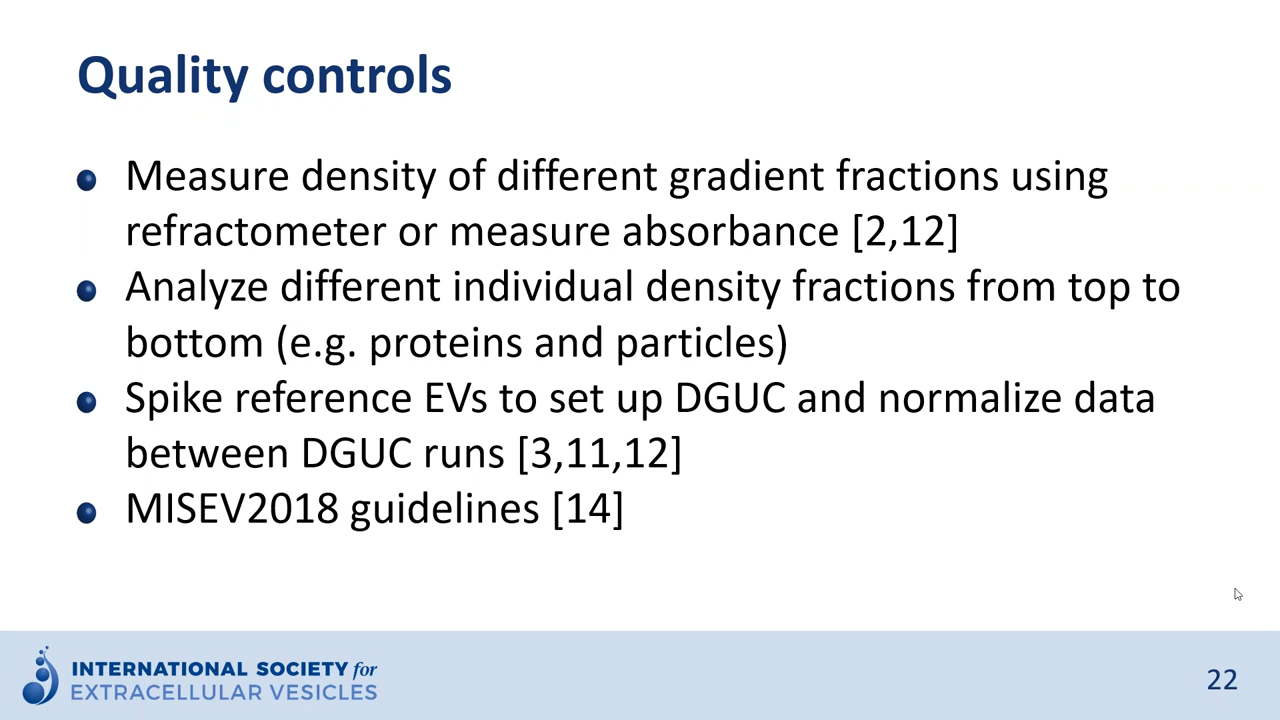 Quality controls
Measure density of different gradient fractions using
refractometer or measure absorbance [2,12]
Analyze different individual density fractions from top to
bottom (e.g. proteins and particles)
Spike reference EVs to set up DGUC and normalize data
between DGUC runs [3,11,12]
MISEV2018 guidelines [14]
INTERNATIONAL SOCIETY for
EXTRACELLULAR VESICLES
22